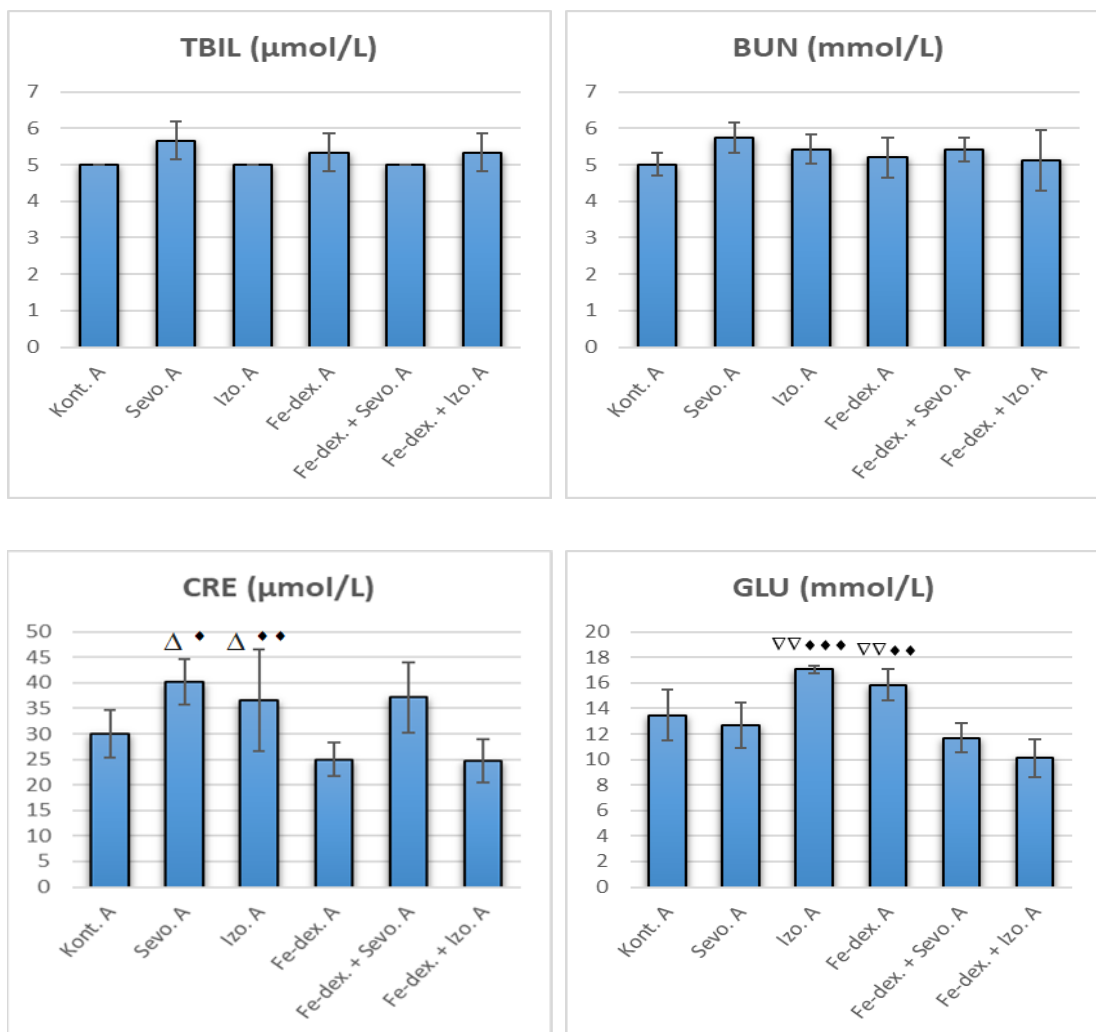 TBIL (µmol/L)
7
6
5
4
3
2
1
0
Kont. A
Sevo. A
Izo. A
Fe-dex. A
Fe-dex. + Sevo. A
Fe-dex. + Izo. A
BUN (mmol/L)
7
6
5
4
3
2
1
0
Kont. A
Sevo. A
Izo. A
Fe-dex. A
Fe-dex. + Sevo. A
Fe-dex. + Izo. A
CRE (µmol/L)
50
45
40
35
30
25
20
15
10
5
0
Δ ⬥ Δ ⬥⬥
Kont. A
Sevo. A
Izo. A
Fe-dex. A
Fe-dex. + Sevo. A
Fe-dex. + Izo. A
GLU (mmol/L)
20
18
16
14
12
10
8
6
4
2
0
▽▽⬥⬥⬥ ▽▽⬥⬥
Kont. A
Sevo. A
Izo. A
Fe-dex. A
Fe-dex. + Sevo. A
Fe-dex. + Izo. A